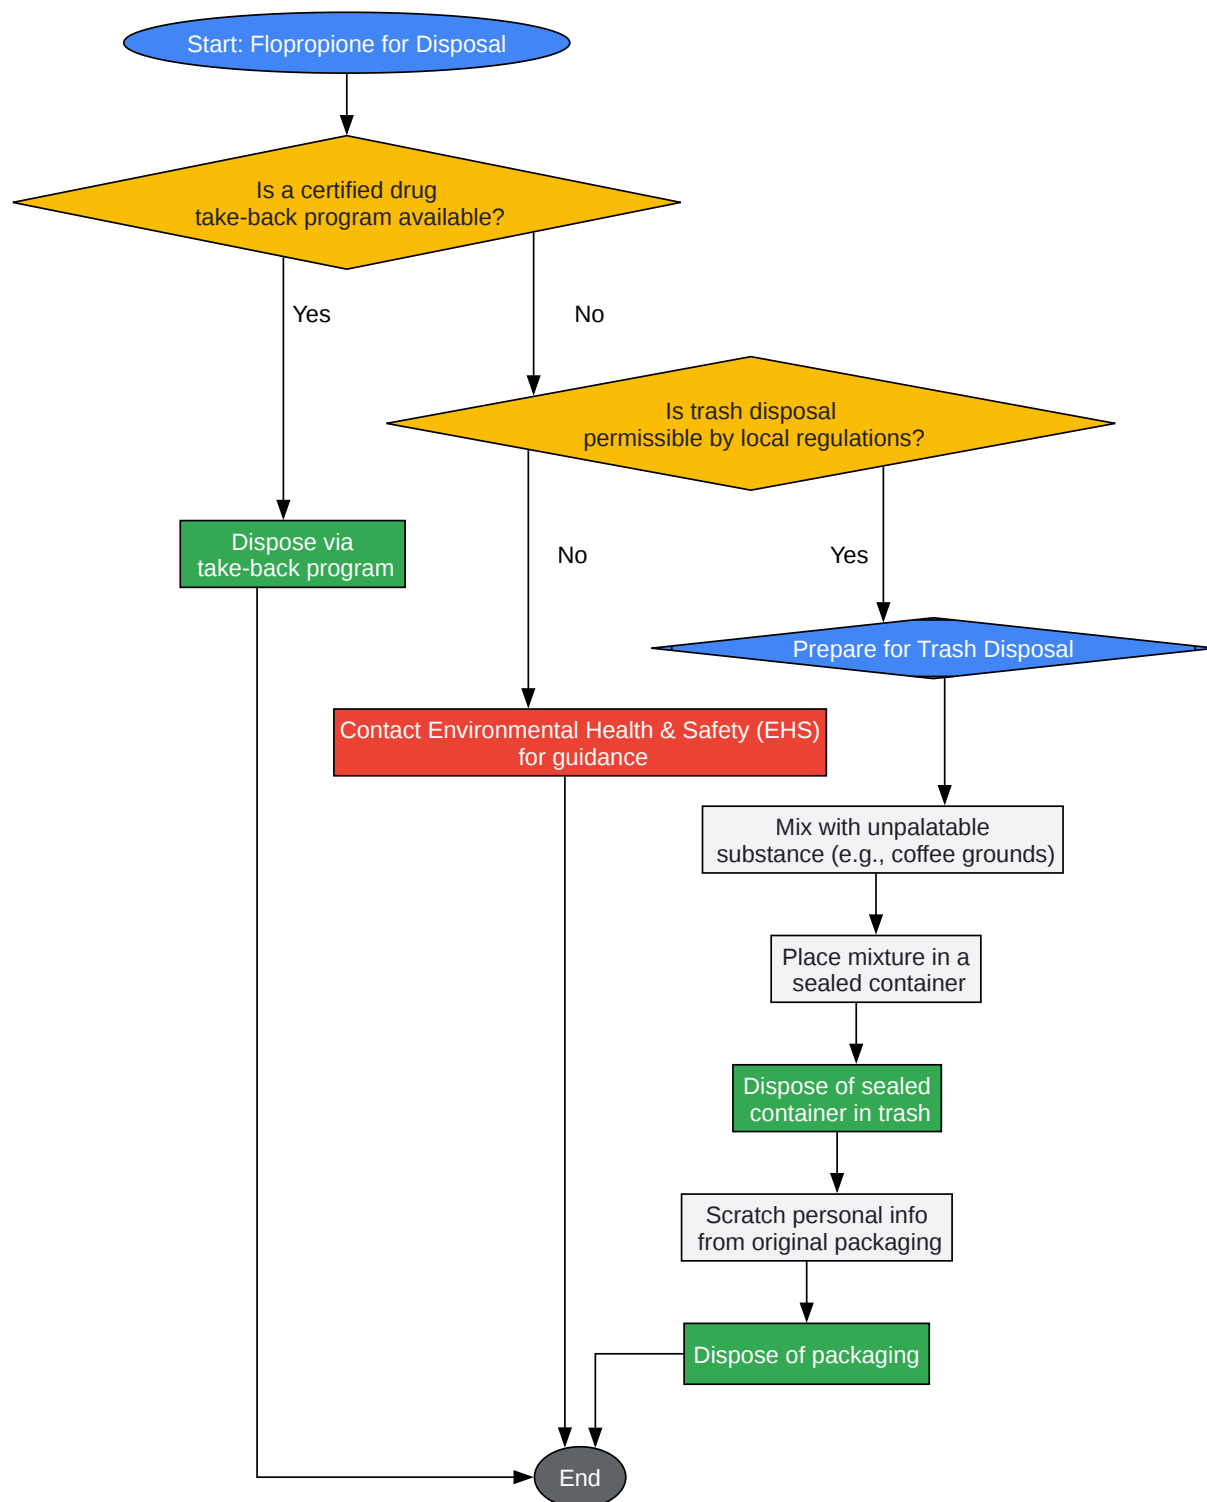 Start: Flopropione for Disposal
Is a certified drug
take-back program available?
Yes
No
Is trash disposal
permissible by local regulations?
Dispose via
take-back program
No
Yes
Prepare for Trash Disposal
Contact Environmental Health & Safety (EHS)
for guidance
Mix with unpalatable
substance (e.g., coffee grounds)
Place mixture in a
sealed container
Dispose of sealed
container in trash
Scratch personal info
from original packaging
Dispose of packaging
End